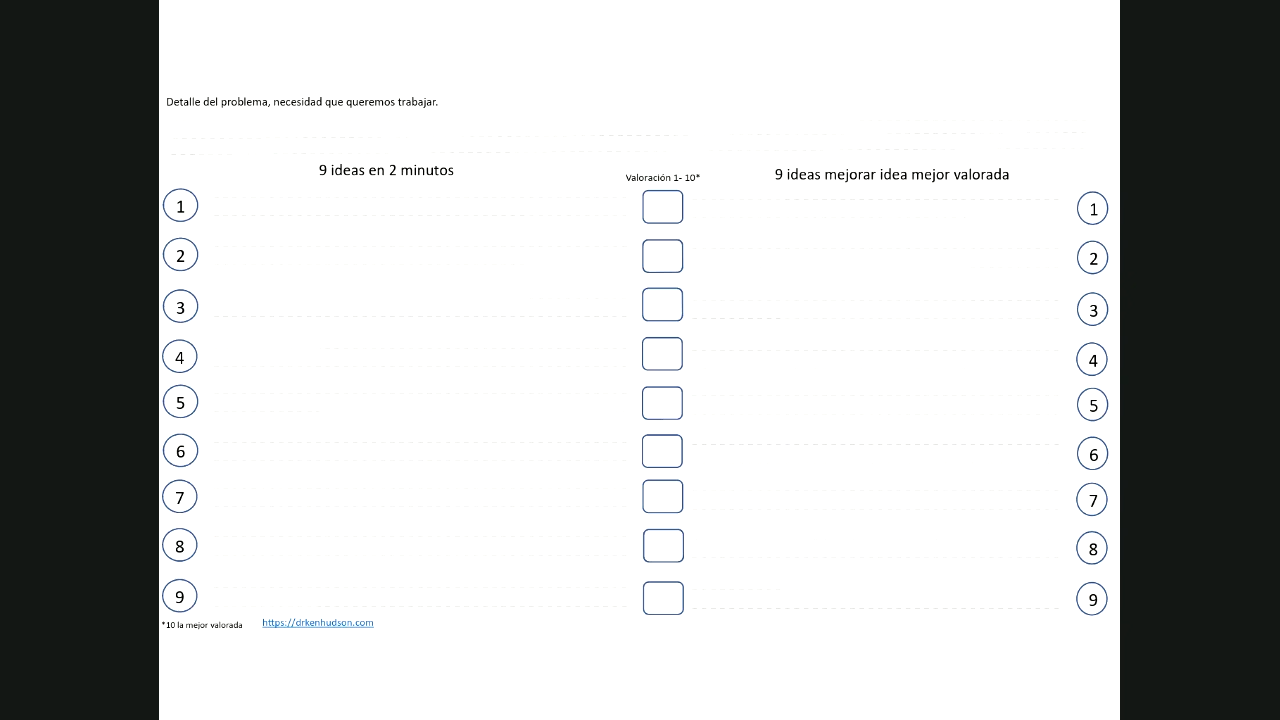 Detalle del problema, necesidad que queremos trabajar.
9 ideas en 2 minutos
Valoración 1- 10*
9 ideas mejorar idea mejor valorada
1 1
2 2
3 3
4 4
5 5
6 6
7 7
8 8
9 9
*10 la mejor valorada https://drkenhudson.com